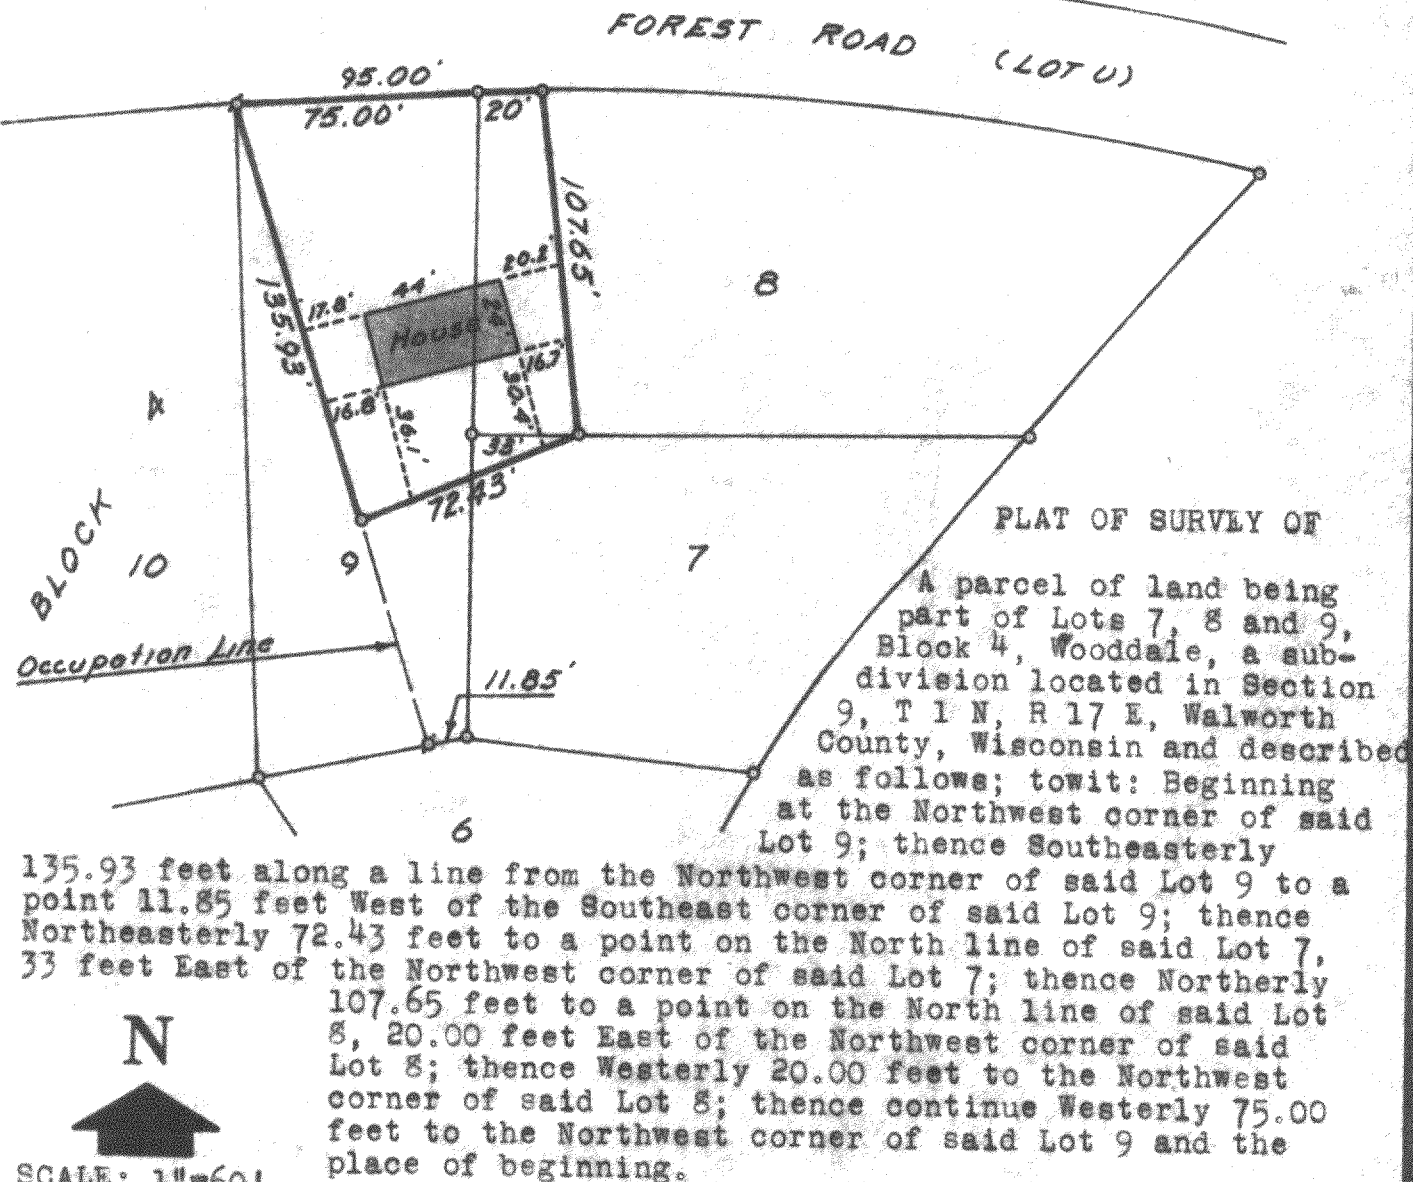 FOREST ROAD (LOT U)
95.00'
75.00' 20'
107.65'
135.93'
20.2'
44'
17.8'
8
House
24'
16.7'
16.8'
30.4'
36.1'
4
33'
72.43'
BLOCK
10
9
7
Occupation Line
11.85'
6
PLAT OF SURVEY OF
A parcel of land being
part of Lots 7, 8 and 9,
Block 4, Wooddale, a sub-
division located in Section
9, T 1 N, R 17 E, Walworth
County, Wisconsin and described
as follows; towit: Beginning
at the Northwest corner of said
Lot 9; thence Southeasterly
135.93 feet along a line from the Northwest corner of said Lot 9 to a
point 11.85 feet West of the Southeast corner of said Lot 9; thence
Northeasterly 72.43 feet to a point on the North line of said Lot 7,
33 feet East of the Northwest corner of said Lot 7; thence Northerly
107.65 feet to a point on the North line of said Lot
8, 20.00 feet East of the Northwest corner of said
Lot 8; thence Westerly 20.00 feet to the Northwest
corner of said Lot 8; thence continue Westerly 75.00
feet to the Northwest corner of said Lot 9 and the
place of beginning.
N
SCALE: 1"=60'